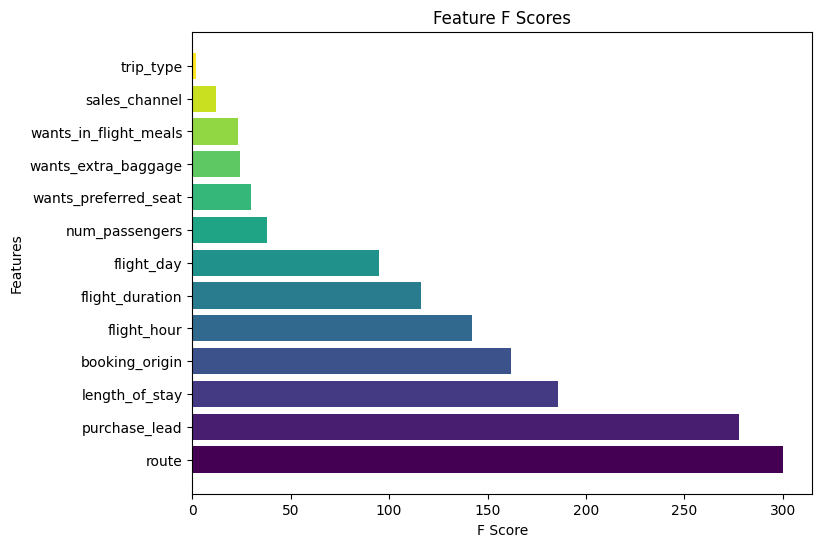 Feature F Scores
Features
trip_type
sales_channel
wants_in_flight_meals
wants_extra_baggage
wants_preferred_seat
num_passengers
flight_day
flight_duration
flight_hour
booking_origin
length_of_stay
purchase_lead
route
0 50 100 150 200 250 300
F Score